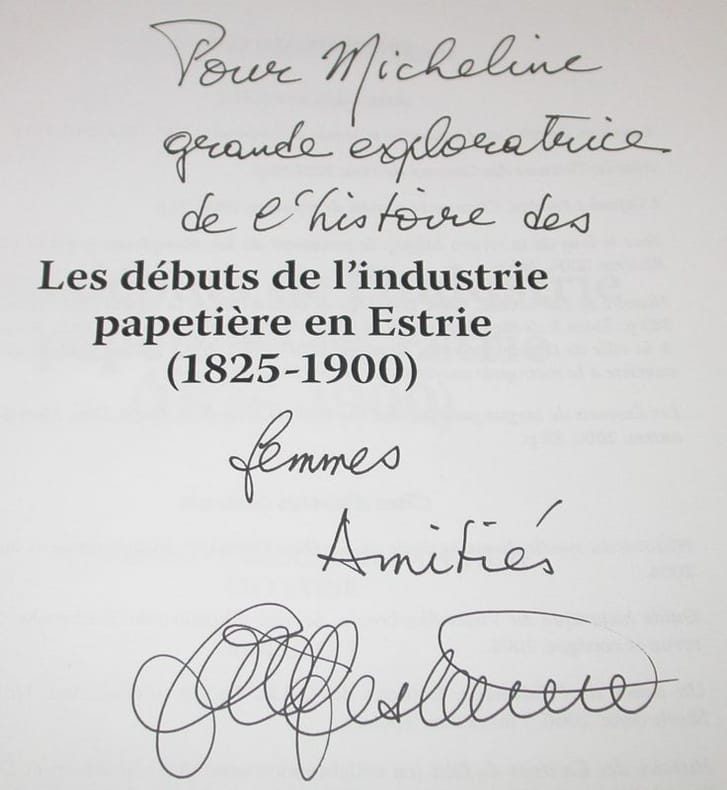 Pour Micheline
grande exploratrice
de l'histoire des
Les débuts de l'industrie
papetière en Estrie
(1825-1900)
femmes
Amitiés